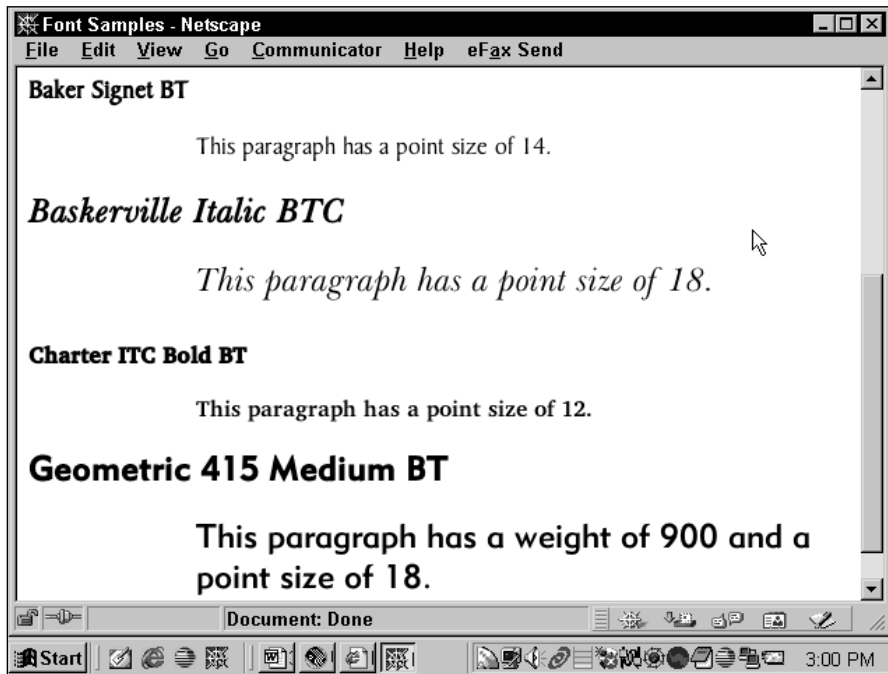 Font Samples - Netscape
File Edit View Go Communicator Help eFax Send
Baker Signet BT
This paragraph has a point size of 14.
Baskerville Italic BTC
This paragraph has a point size of 18.
Charter ITC Bold BT
This paragraph has a point size of 12.
Geometric 415 Medium BT
This paragraph has a weight of 900 and a
point size of 18.
Document: Done
Start 3:00 PM